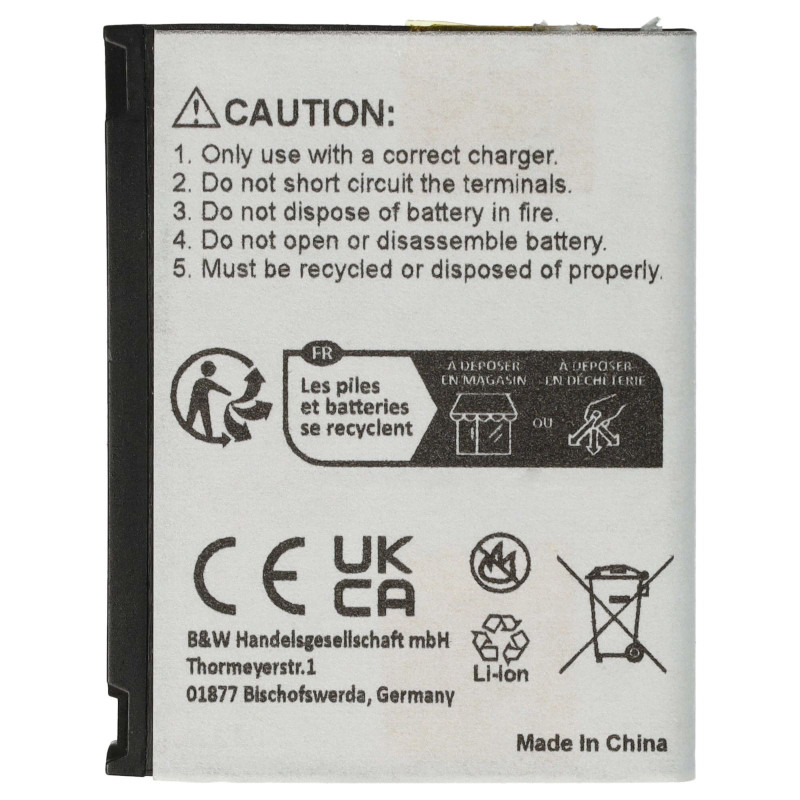 CAUTION:
1. Only use with a correct charger.
2. Do not short circuit the terminals.
3. Do not dispose of battery in fire.
4. Do not open or disassemble battery.
5. Must be recycled or disposed of properly.
FR
Les piles
et batteries
se recyclent
À DÉPOSER
EN MAGASIN
OU
À DÉPOSER
EN DÉCHÈTERIE
CE
UK
CA
B&W Handelsgesellschaft mbH
Thormeyerstr.1
01877 Bischofswerda, Germany
Li-Ion
Made In China